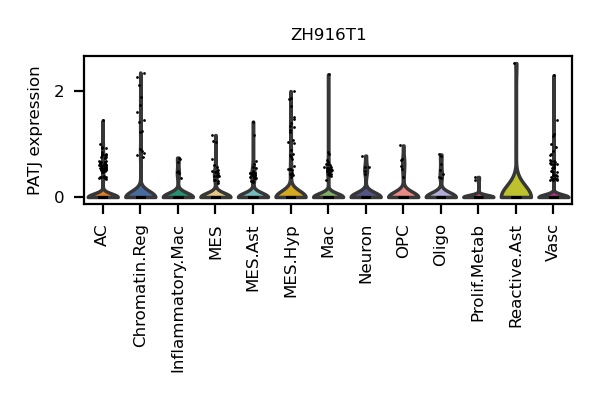 ZH916T1
PATJ expression
2
0
AC
Chromatin.Reg
Inflammatory.Mac
MES
MES.Ast
MES.Hyp
Mac
Neuron
OPC
Oligo
Prolif.Metab
Reactive.Ast
Vasc